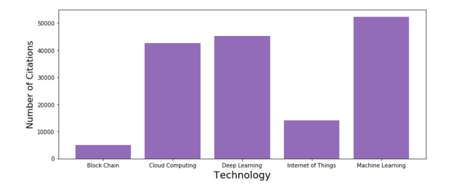 50000
40000
30000
20000
10000
0
Number of Citations
Block Chain Cloud Computing Deep Learning Internet of Things Machine Learning
Technology